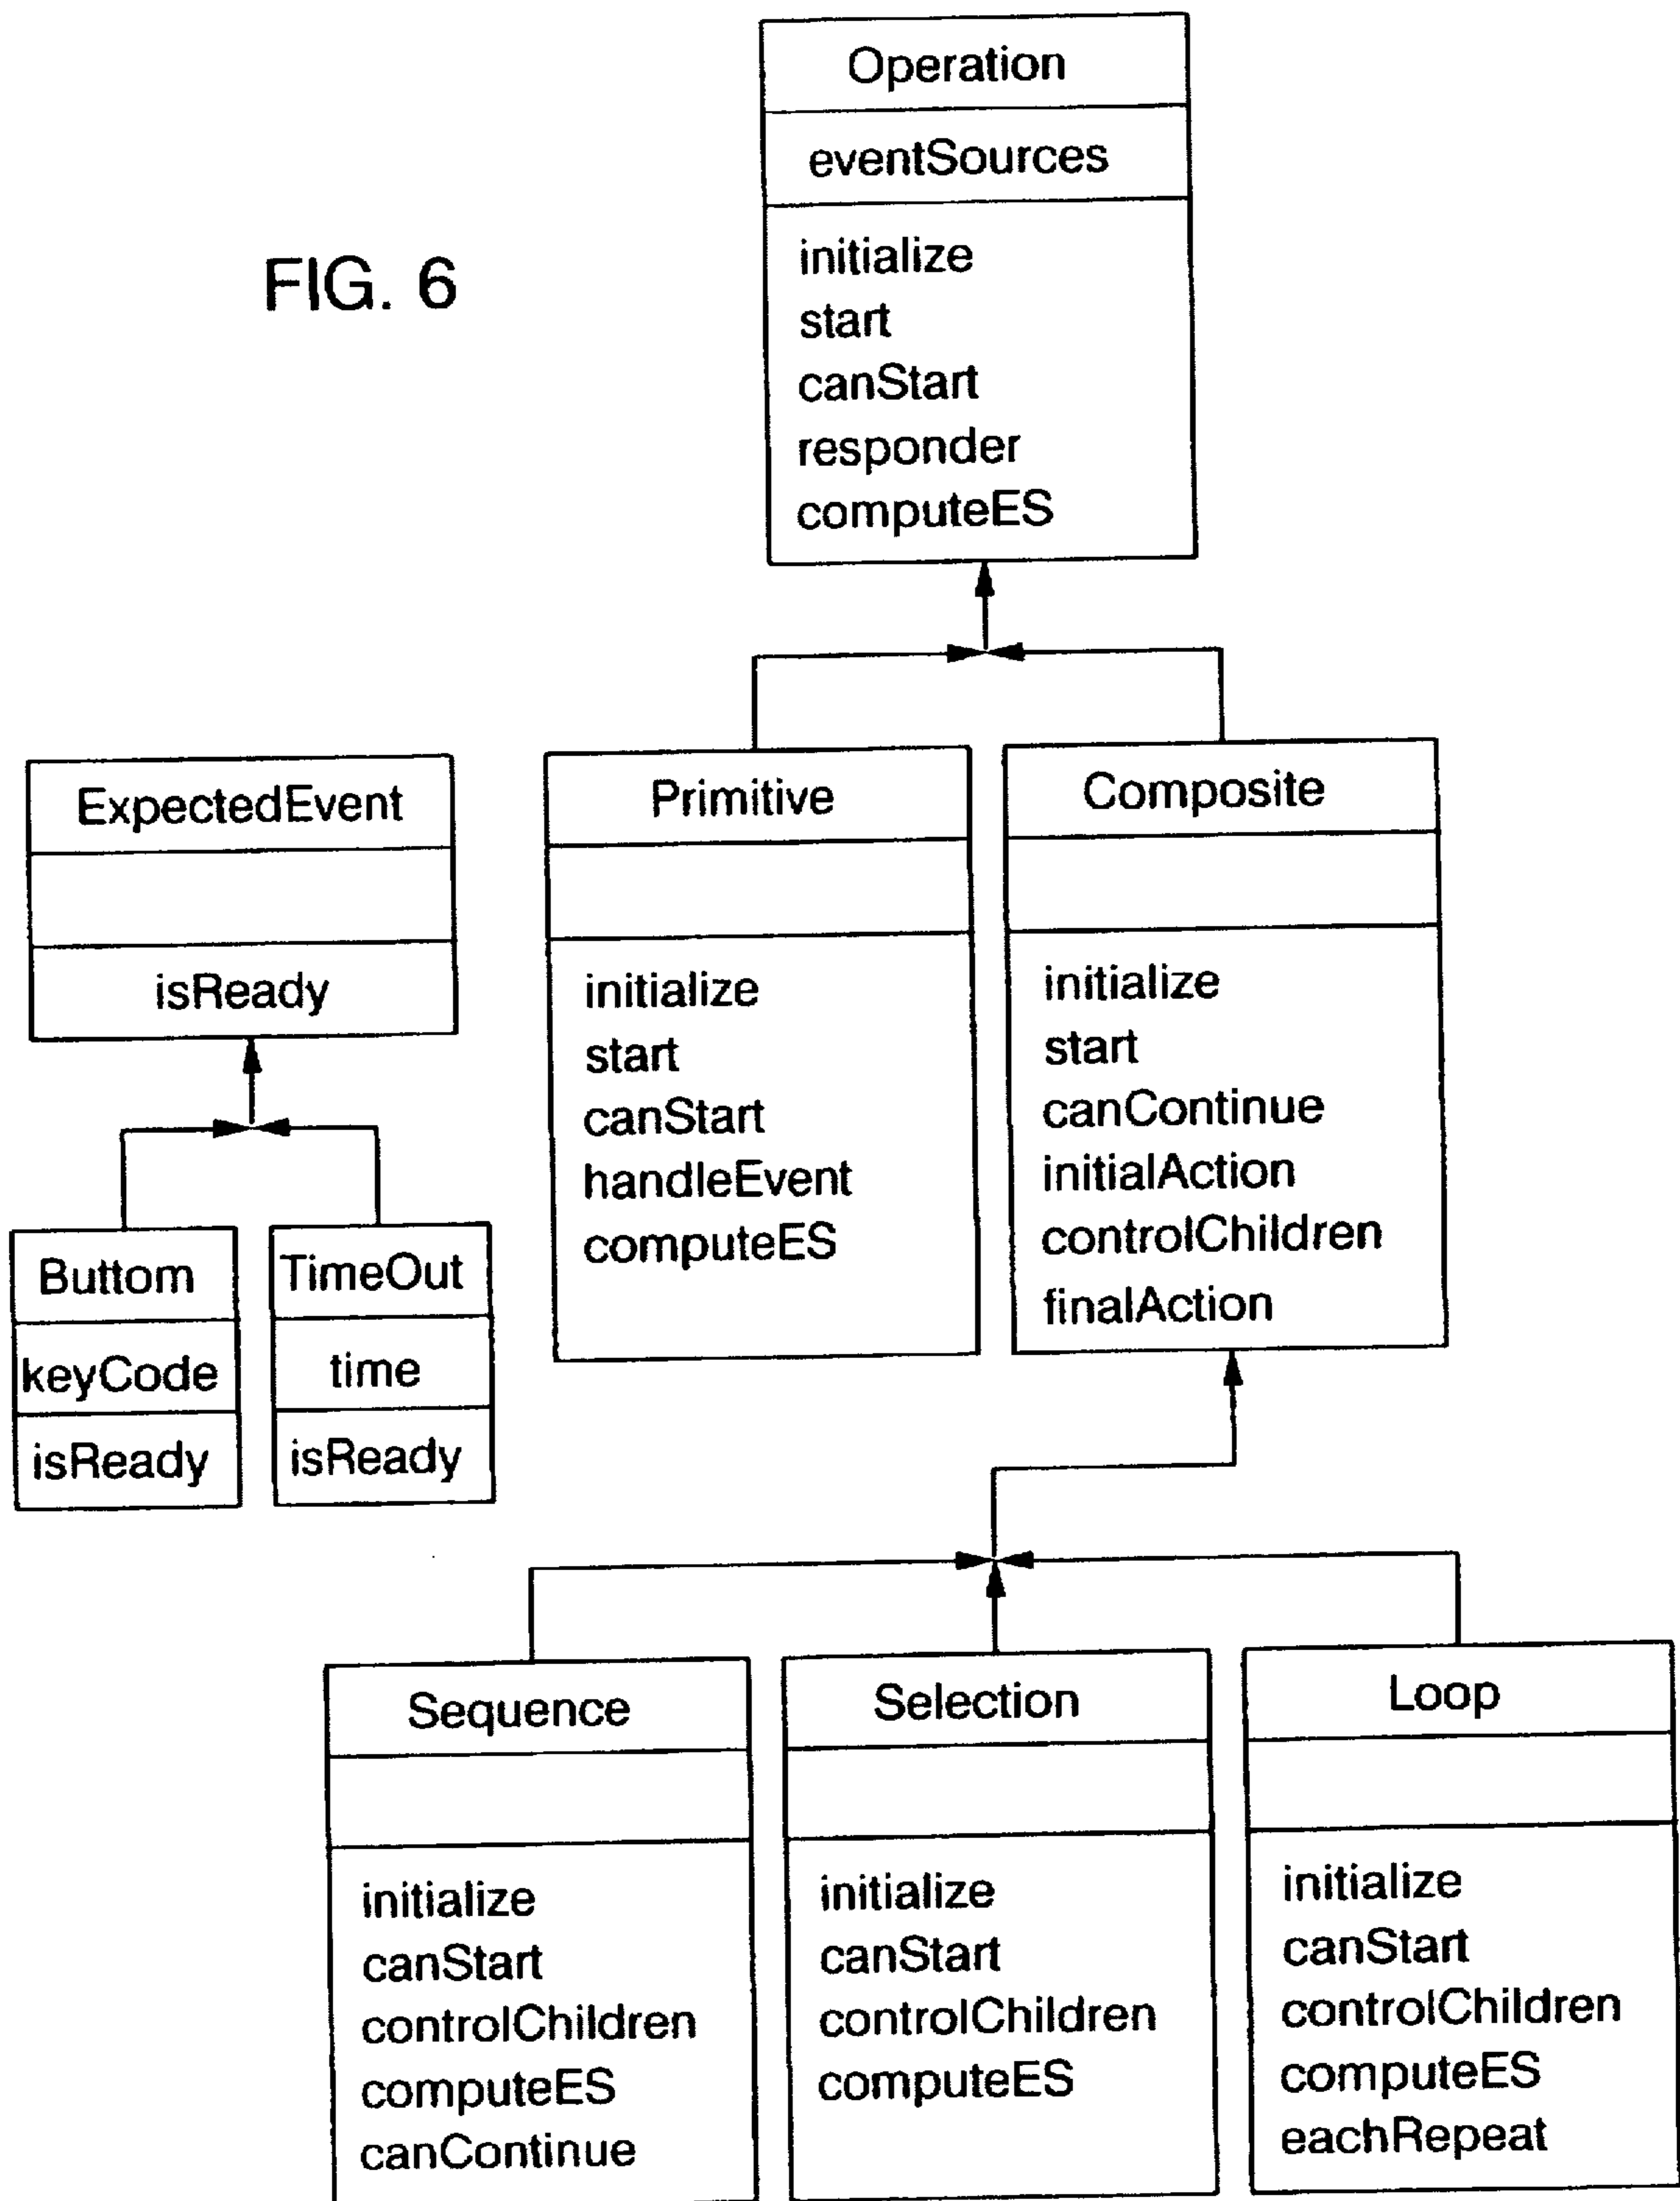 FIG. 6
Operation
eventSources
initialize
start
canStart
responder
computeES
ExpectedEvent
isReady
Buttom
keyCode
isReady
TimeOut
time
isReady
Primitive
initialize
start
canStart
handleEvent
computeES
Composite
initialize
start
canContinue
initialAction
controlChildren
finalAction
Sequence
initialize
canStart
controlChildren
computeES
canContinue
Selection
initialize
canStart
controlChildren
computeES
Loop
initialize
canStart
controlChildren
computeES
eachRepeat